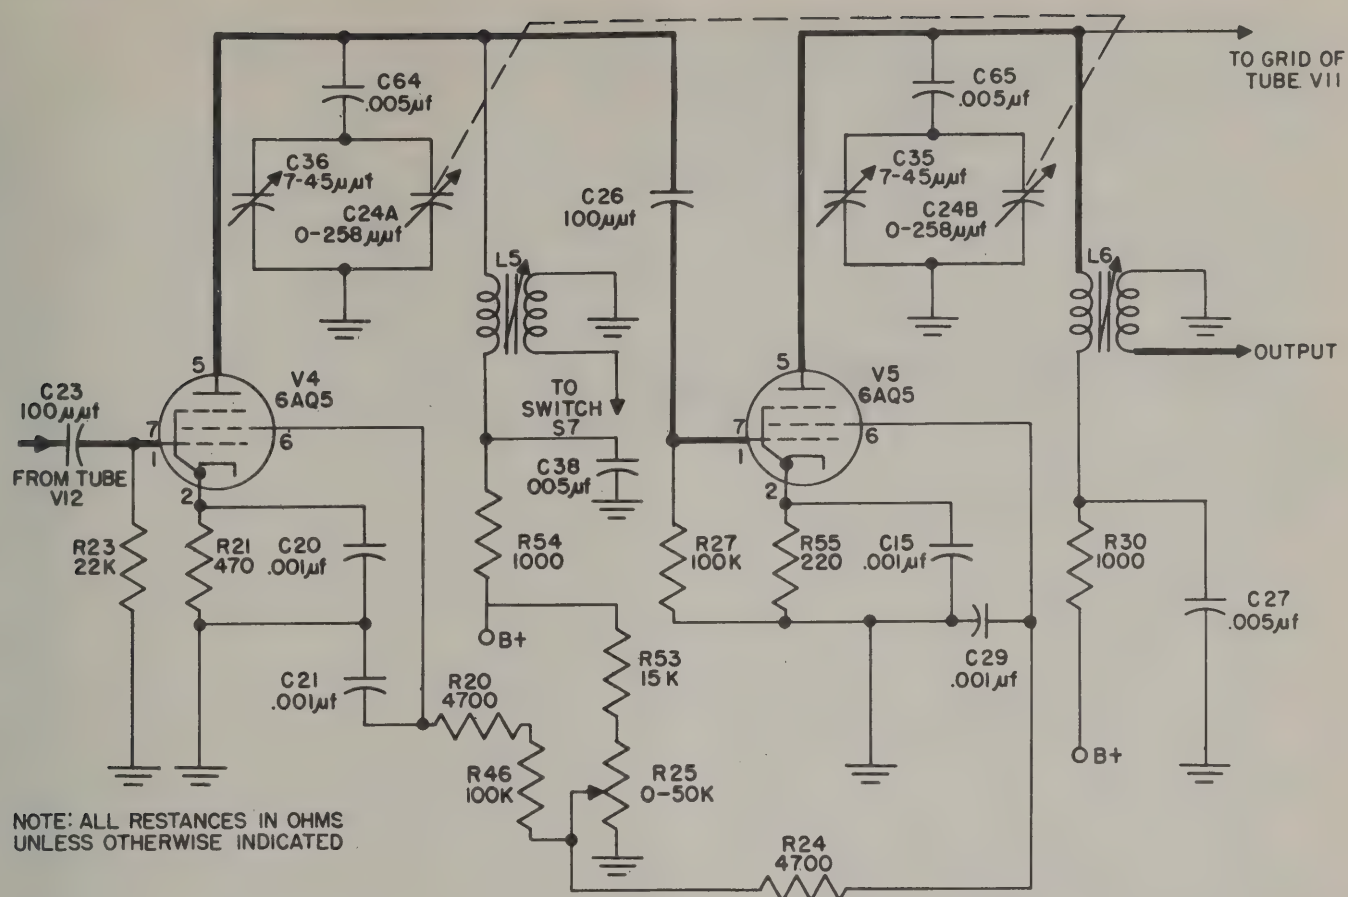 C64
.005µf
C36
7-45µµf
C24A
0-258µµf
C26
100µµf
C65
.005µf
C35
7-45µµf
C24B
0-258µµf
TO GRID OF
TUBE V11
L5
L6
OUTPUT
C23
100µµf
FROM TUBE
V12
5
V4
6AQ5
7
1
6
2
TO
SWITCH
S7
C38
.005µf
5
V5
6AQ5
7
1
6
2
R23
22K
R21
470
C20
.001µf
R54
1000
R27
100K
R55
220
C15
.001µf
R30
1000
C27
.005µf
B+
C21
.001µf
R20
4700
R53
15K
C29
.001µf
R46
100K
R25
0-50K
B+
R24
4700
NOTE: ALL RESTANCES IN OHMS
UNLESS OTHERWISE INDICATED